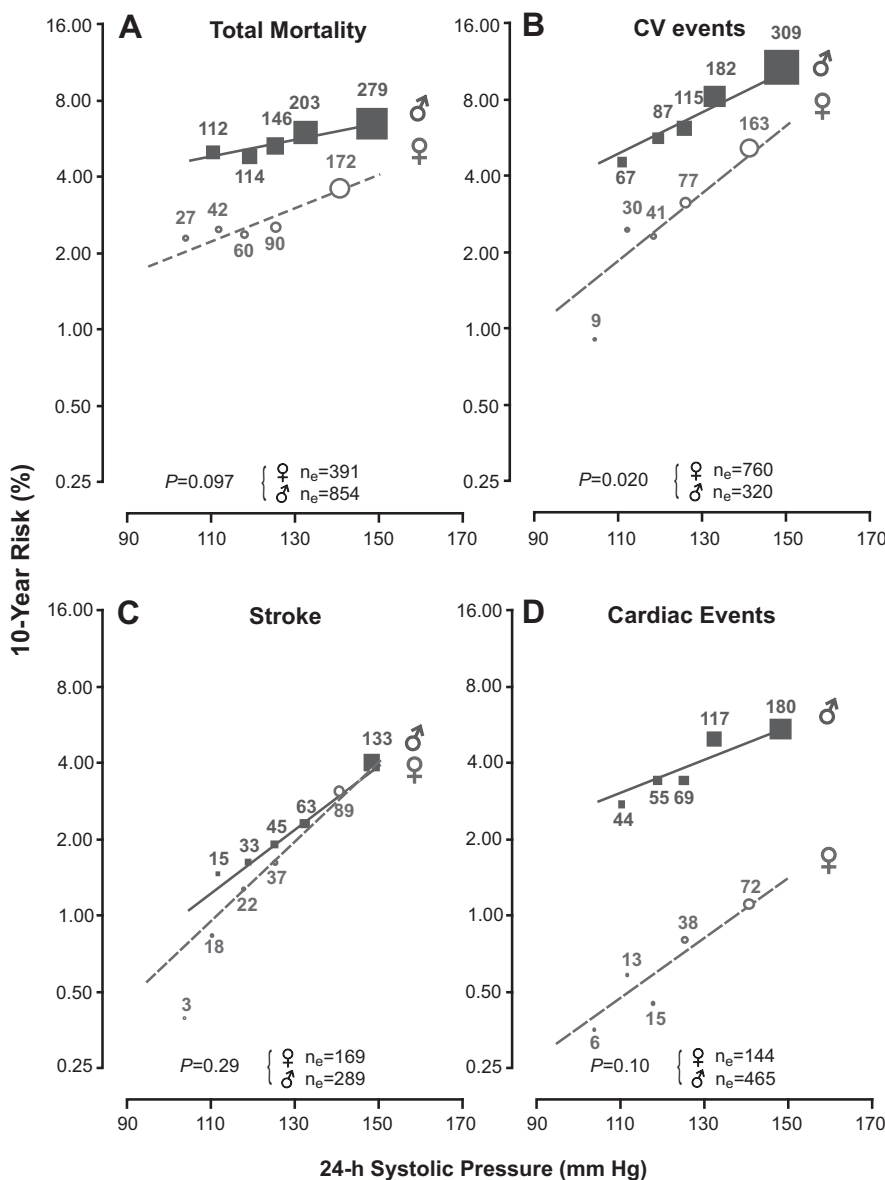 10-Year Risk (%)
A
Total Mortality
16.00
8.00
4.00
2.00
1.00
0.50
0.25
112
114
146
203
279
♂
♀
27
42
60
90
172
P=0.097
♀ nₑ=391
♂ nₑ=854
90 110 130 150 170
B
CV events
16.00
8.00
4.00
2.00
1.00
0.50
0.25
67
87
115
182
309
♂
♀
9
30
41
77
163
P=0.020
♀ nₑ=760
♂ nₑ=320
90 110 130 150 170
C
Stroke
16.00
8.00
4.00
2.00
1.00
0.50
0.25
15
33
45
63
133
♂
♀
3
18
22
37
89
P=0.29
♀ nₑ=169
♂ nₑ=289
90 110 130 150 170
D
Cardiac Events
16.00
8.00
4.00
2.00
1.00
0.50
0.25
44
55
69
117
180
♂
♀
6
13
15
38
72
P=0.10
♀ nₑ=144
♂ nₑ=465
90 110 130 150 170
24-h Systolic Pressure (mm Hg)